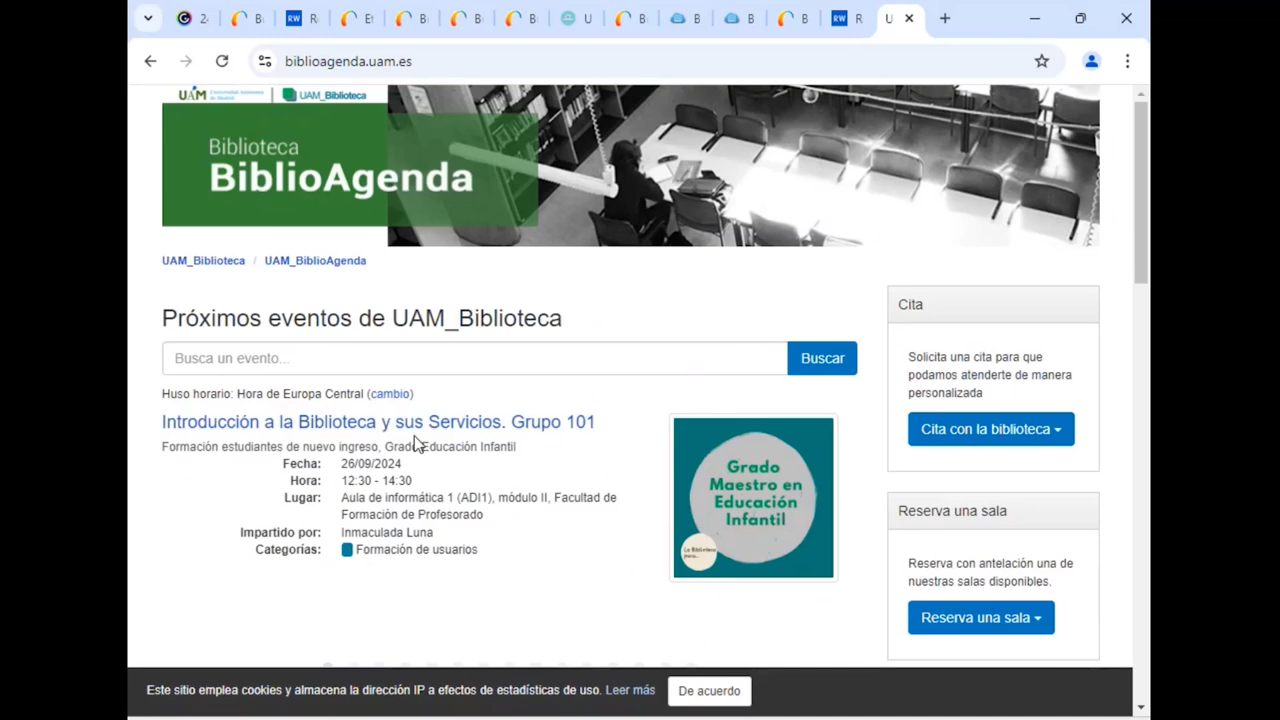 2
B
R
E
B
B
B
U
B
B
B
B
R
U
biblioagenda.uam.es
UAM
UAM_Biblioteca
Biblioteca
BiblioAgenda
UAM_Biblioteca / UAM_BiblioAgenda
Próximos eventos de UAM_Biblioteca
Busca un evento...
Buscar
Huso horario: Hora de Europa Central (cambio)
Introducción a la Biblioteca y sus Servicios. Grupo 101
Formación estudiantes de nuevo ingreso, Grado Educación Infantil
Fecha: 26/09/2024
Hora: 12:30 - 14:30
Lugar: Aula de informática 1 (ADI1), módulo II, Facultad de
Formación de Profesorado
Impartido por: Inmaculada Luna
Categorías: Formación de usuarios
Grado
Maestro en
Educación
Infantil
La Biblioteca
para...
Cita
Solicita una cita para que
podamos atenderte de manera
personalizada
Cita con la biblioteca
Reserva una sala
Reserva con antelación una de
nuestras salas disponibles.
Reserva una sala
Este sitio emplea cookies y almacena la dirección IP a efectos de estadísticas de uso. Leer más
De acuerdo